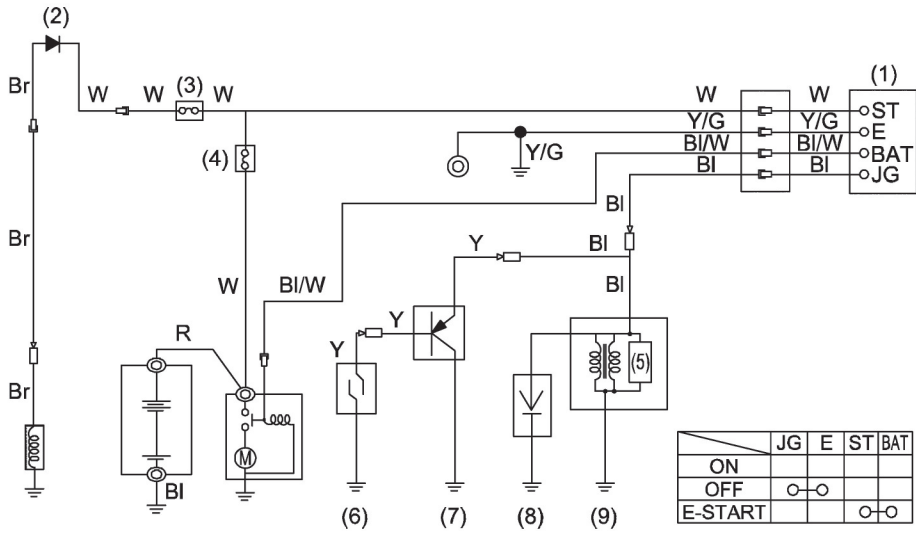 (2)
Br
W
W
(3)
W
W
W
(1)
ST
Y/G
Y/G
E
(4)
Y/G
Bl/W
Bl/W
BAT
Bl
Bl
JG
Bl
Br
Y
Bl
W
Bl/W
Bl
R
Y
Y
(5)
Br
M
Bl
(6)
(7)
(8)
(9)
JG E ST BAT
ON
OFF
E-START